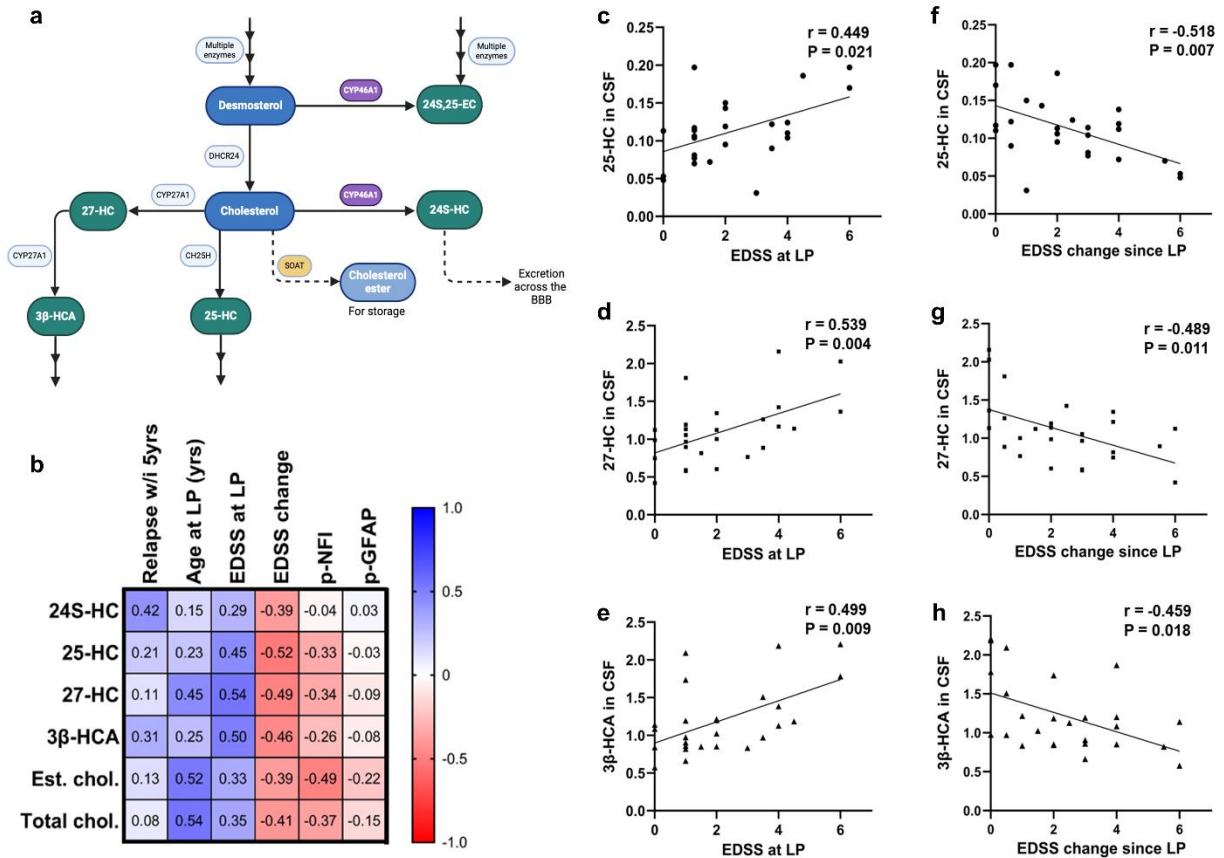 a
Multiple
enzymes
Multiple
enzymes
Desmosterol
CYP46A1
24S,25-EC
DHCR24
27-HC
CYP27A1
Cholesterol
CYP46A1
24S-HC
CYP27A1
CH25H
SOAT
Cholesterol
ester
For storage
Excretion
across the
BBB
3β-HCA
25-HC
b
Relapse w/i 5yrs
Age at LP (yrs)
EDSS at LP
EDSS change
p-NFl
p-GFAP
24S-HC 0.42 0.15 0.29 -0.39 -0.04 0.03
25-HC 0.21 0.23 0.45 -0.52 -0.33 -0.03
27-HC 0.11 0.45 0.54 -0.49 -0.34 -0.09
3β-HCA 0.31 0.25 0.50 -0.46 -0.26 -0.08
Est. chol. 0.13 0.52 0.33 -0.39 -0.49 -0.22
Total chol. 0.08 0.54 0.35 -0.41 -0.37 -0.15
1.0
0.5
0
-0.5
-1.0
c
r = 0.449
P = 0.021
25-HC in CSF
0.25
0.20
0.15
0.10
0.05
0.00
0 2 4 6
EDSS at LP
d
r = 0.539
P = 0.004
27-HC in CSF
2.5
2.0
1.5
1.0
0.5
0.0
0 2 4 6
EDSS at LP
e
r = 0.499
P = 0.009
3β-HCA in CSF
2.5
2.0
1.5
1.0
0.5
0.0
0 2 4 6
EDSS at LP
f
r = -0.518
P = 0.007
25-HC in CSF
0.25
0.20
0.15
0.10
0.05
0.00
0 2 4 6
EDSS change since LP
g
r = -0.489
P = 0.011
27-HC in CSF
2.5
2.0
1.5
1.0
0.5
0.0
0 2 4 6
EDSS change since LP
h
r = -0.459
P = 0.018
3β-HCA in CSF
2.5
2.0
1.5
1.0
0.5
0.0
0 2 4 6
EDSS change since LP